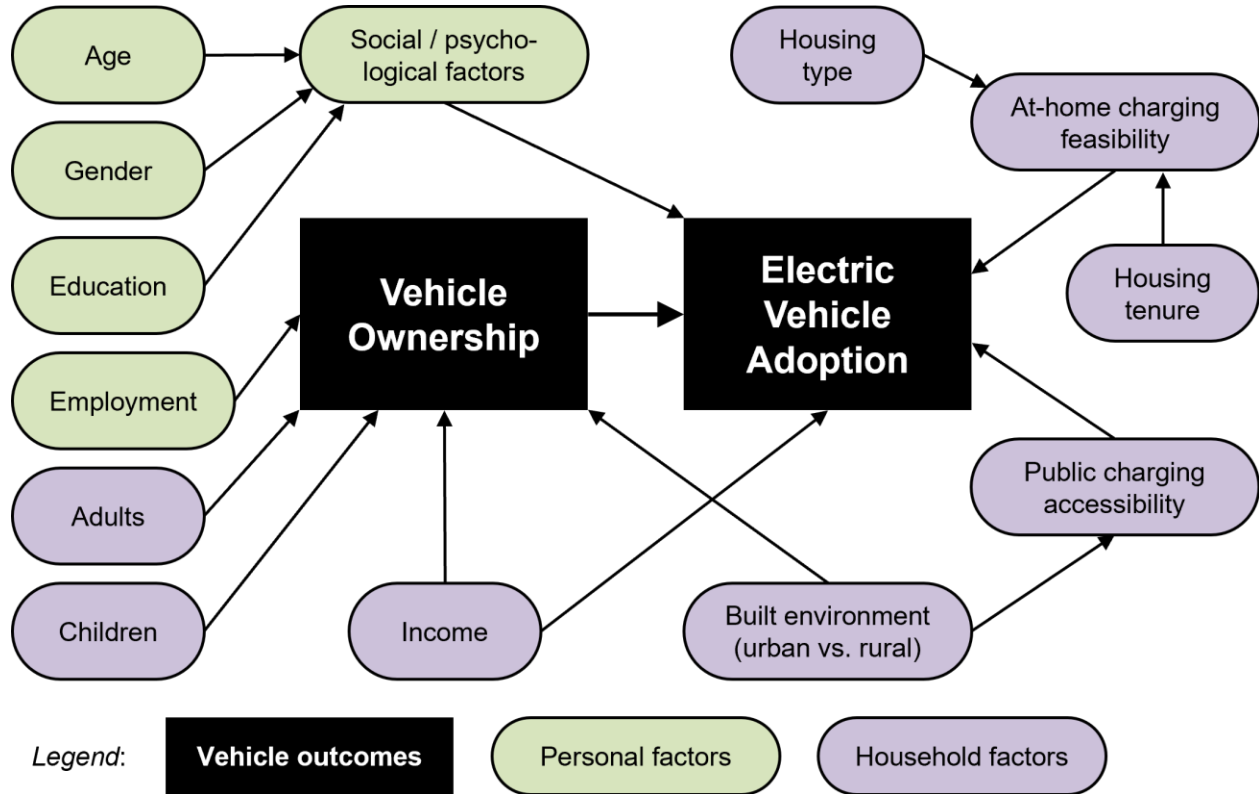 Age
Social / psycho-
logical factors
Housing
type
At-home charging
feasibility
Gender
Education
Vehicle
Ownership
Electric
Vehicle
Adoption
Housing
tenure
Employment
Adults
Public charging
accessibility
Children
Income
Built environment
(urban vs. rural)
Legend:
Vehicle outcomes
Personal factors
Household factors